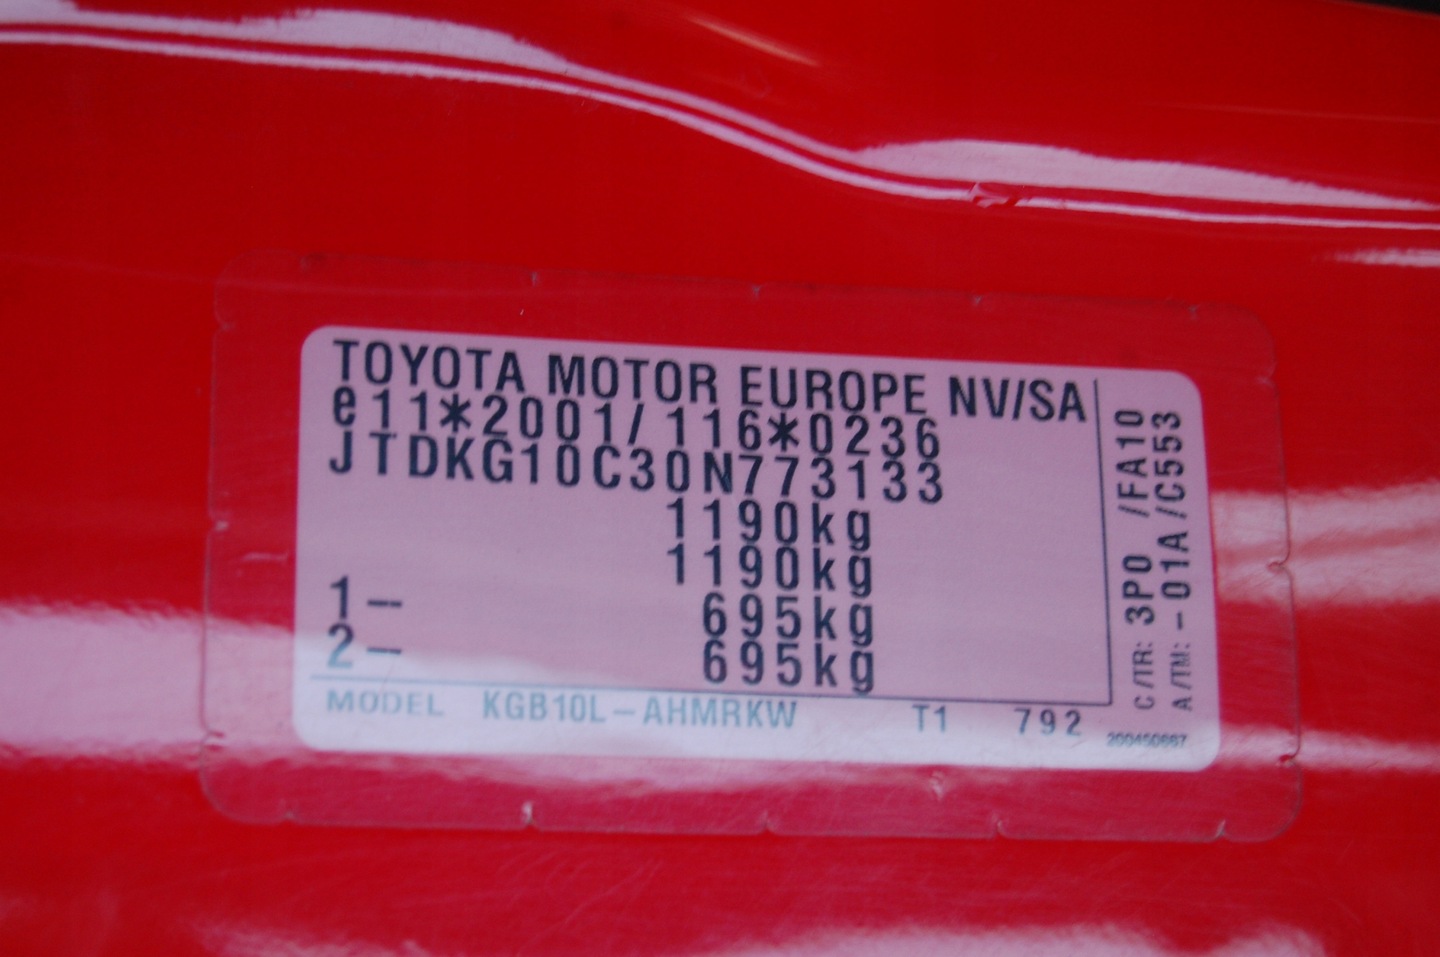 TOYOTA MOTOR EUROPE NV/SA
e11*2001/116*0236
JTDKG10C30N773133
1190kg
1190kg
1- 695kg
2- 695kg
MODEL KGB10L-AHMRKW T1 792
C/TR: 3P0 /FA10
A/TM: -01A/C553
200450687